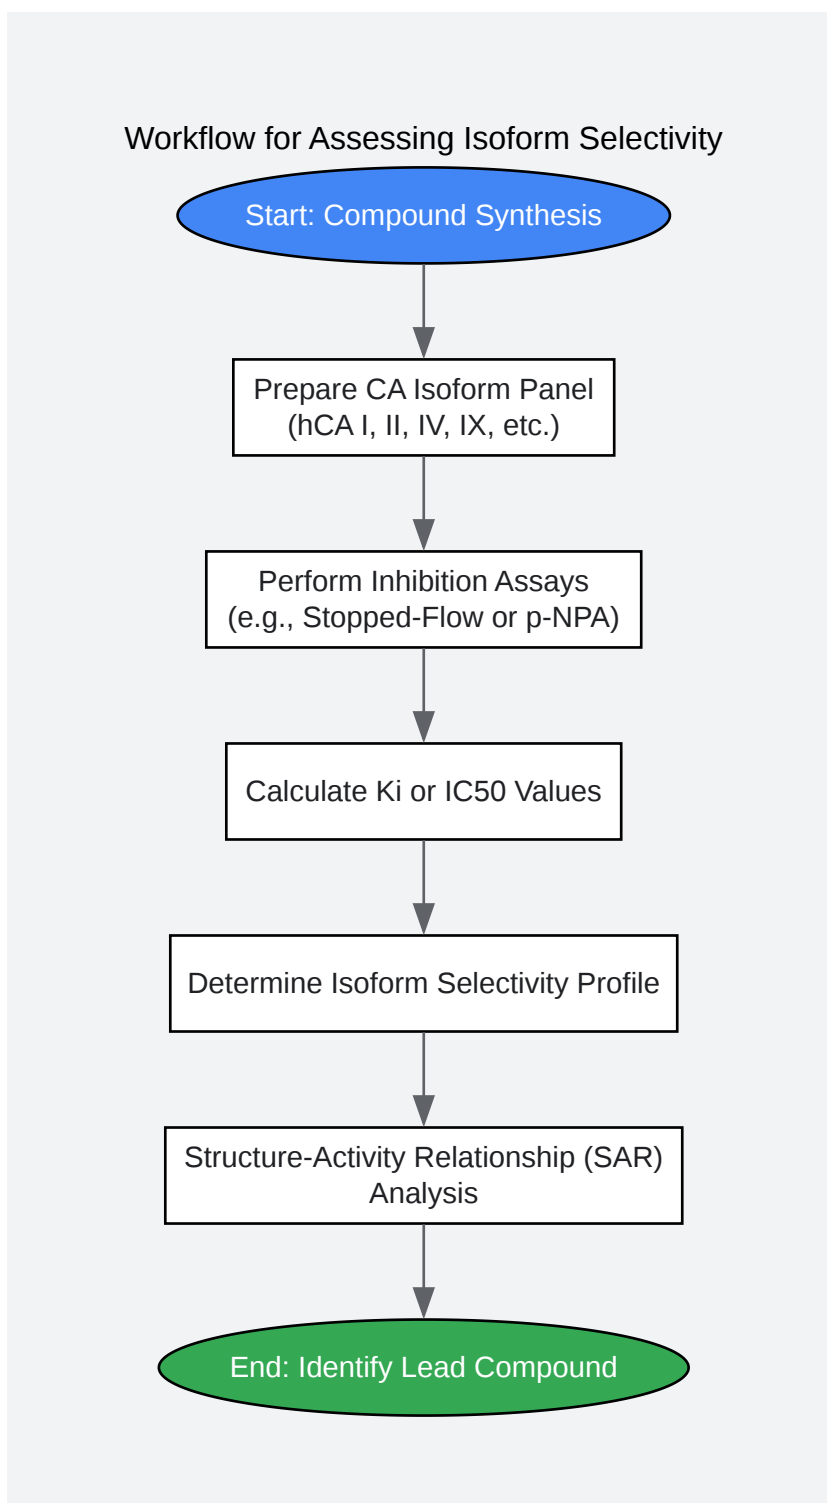 Workflow for Assessing Isoform Selectivity
Start: Compound Synthesis
Prepare CA Isoform Panel
(hCA I, II, IV, IX, etc.)
Perform Inhibition Assays
(e.g., Stopped-Flow or p-NPA)
Calculate Ki or IC50 Values
Determine Isoform Selectivity Profile
Structure-Activity Relationship (SAR)
Analysis
End: Identify Lead Compound